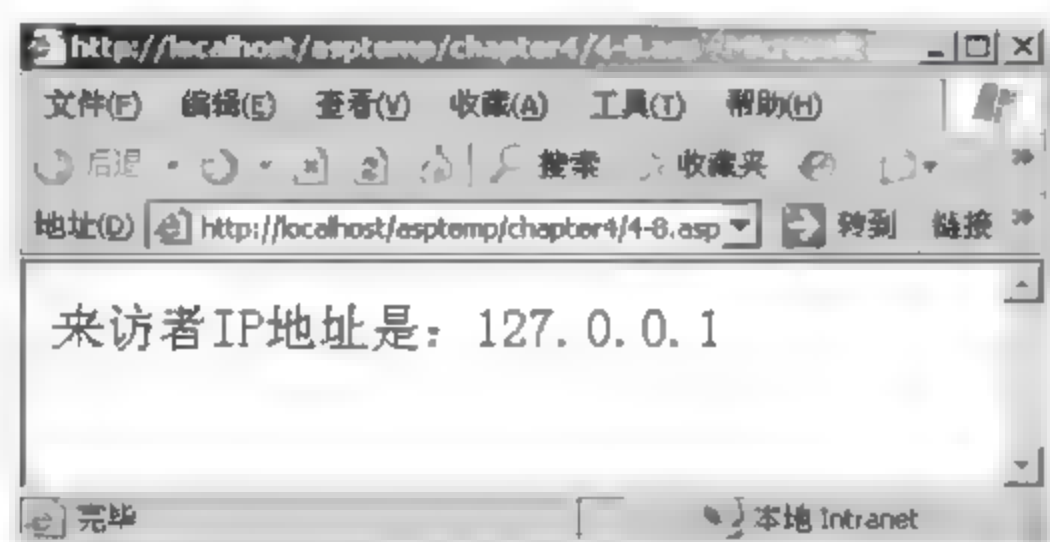 http://localhost/asptemp/chapter4/4-8.asp
文件(F) 编辑(E) 查看(V) 收藏(A) 工具(T) 帮助(H)
后退 搜索 收藏夹
地址(D) http://localhost/asptemp/chapter4/4-8.asp 转到 链接
来访者IP地址是：127.0.0.1
完毕 本地 Intranet